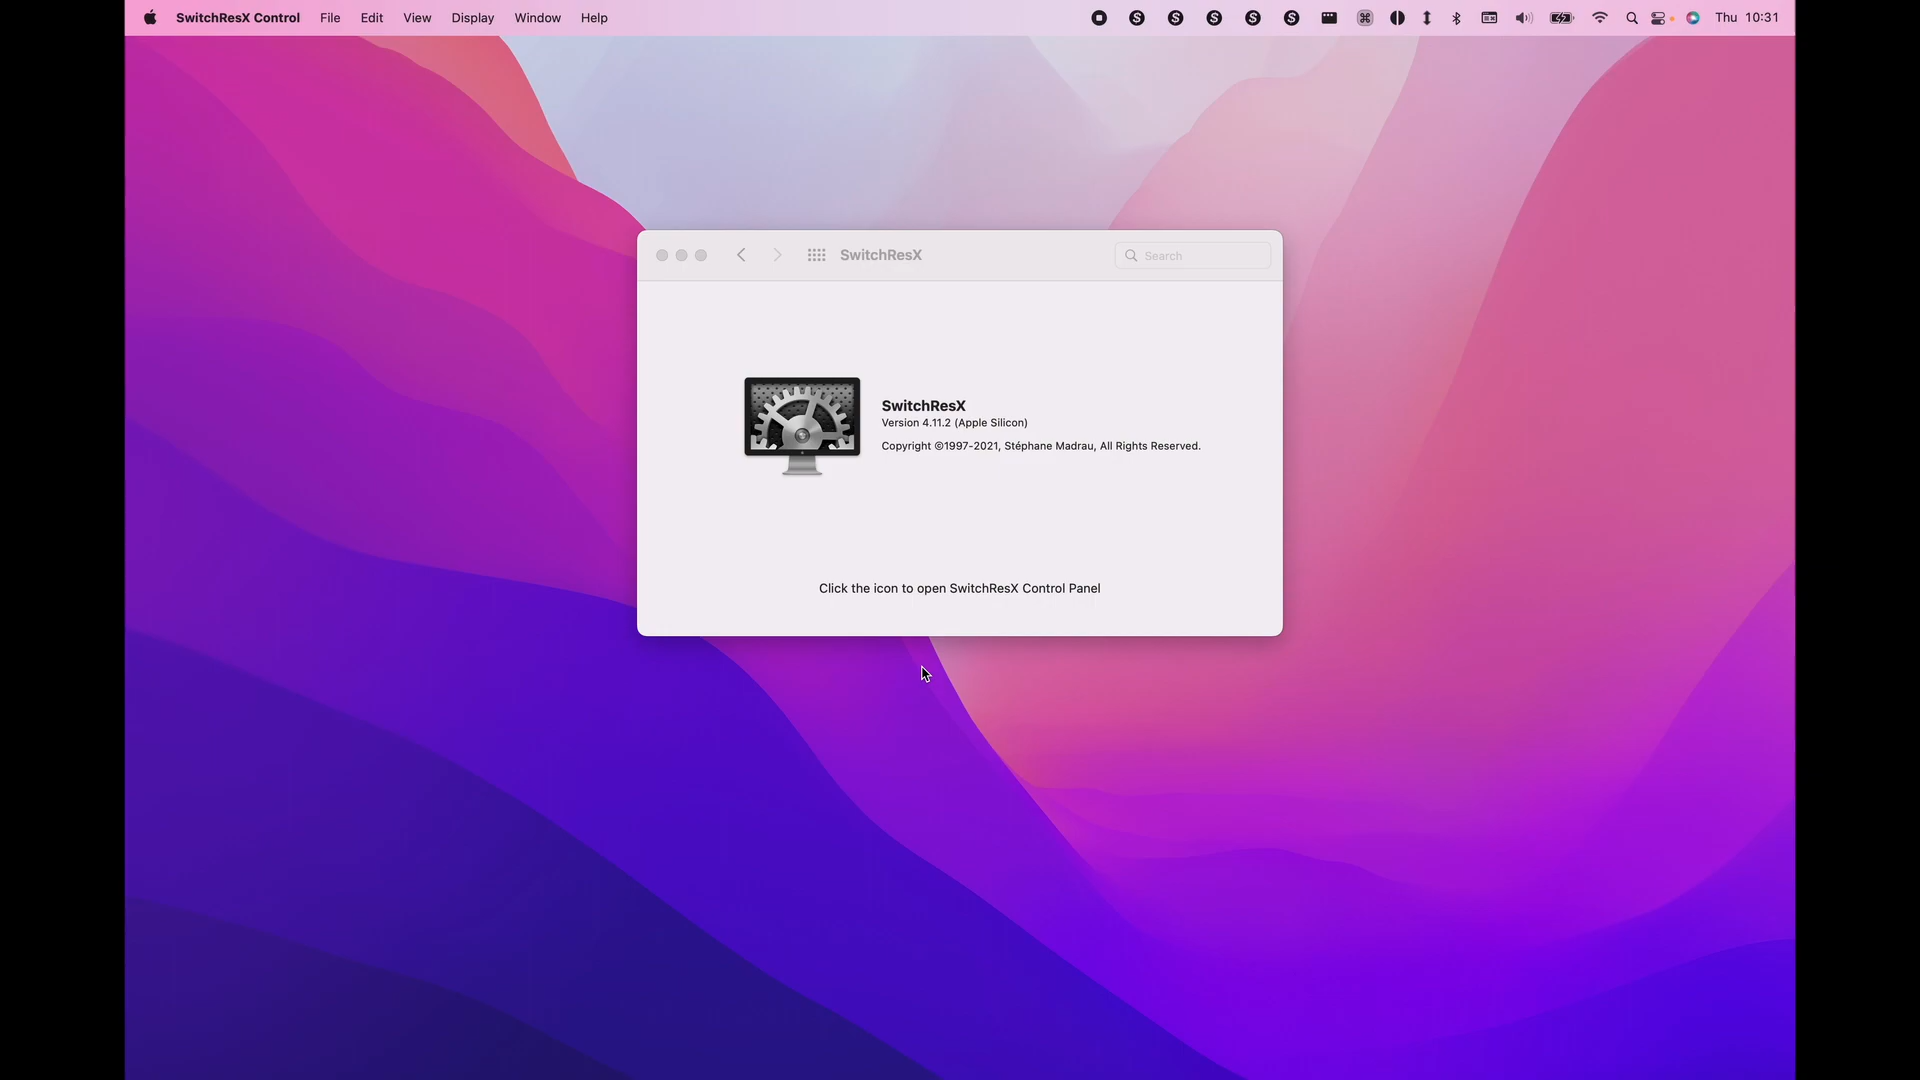 SwitchResX Control File Edit View Display Window Help Thu 10:31
SwitchResX Search
SwitchResX
Version 4.11.2 (Apple Silicon)
Copyright ©1997-2021, Stéphane Madrau, All Rights Reserved.
Click the icon to open SwitchResX Control Panel